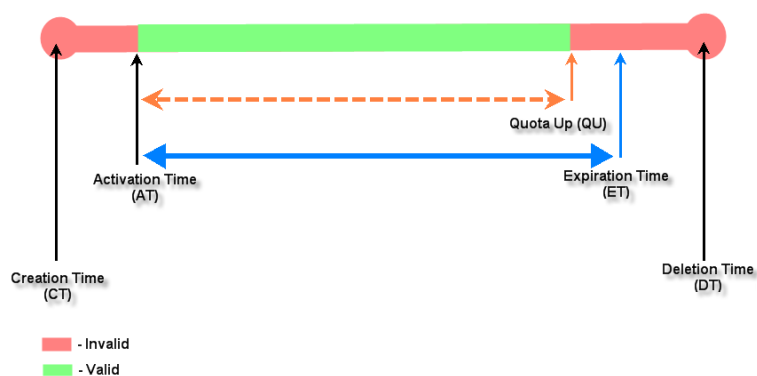 Quota Up (QU)
Activation Time
(AT)
Expiration Time
(ET)
Creation Time
(CT)
Deletion Time
(DT)
- Invalid
- Valid